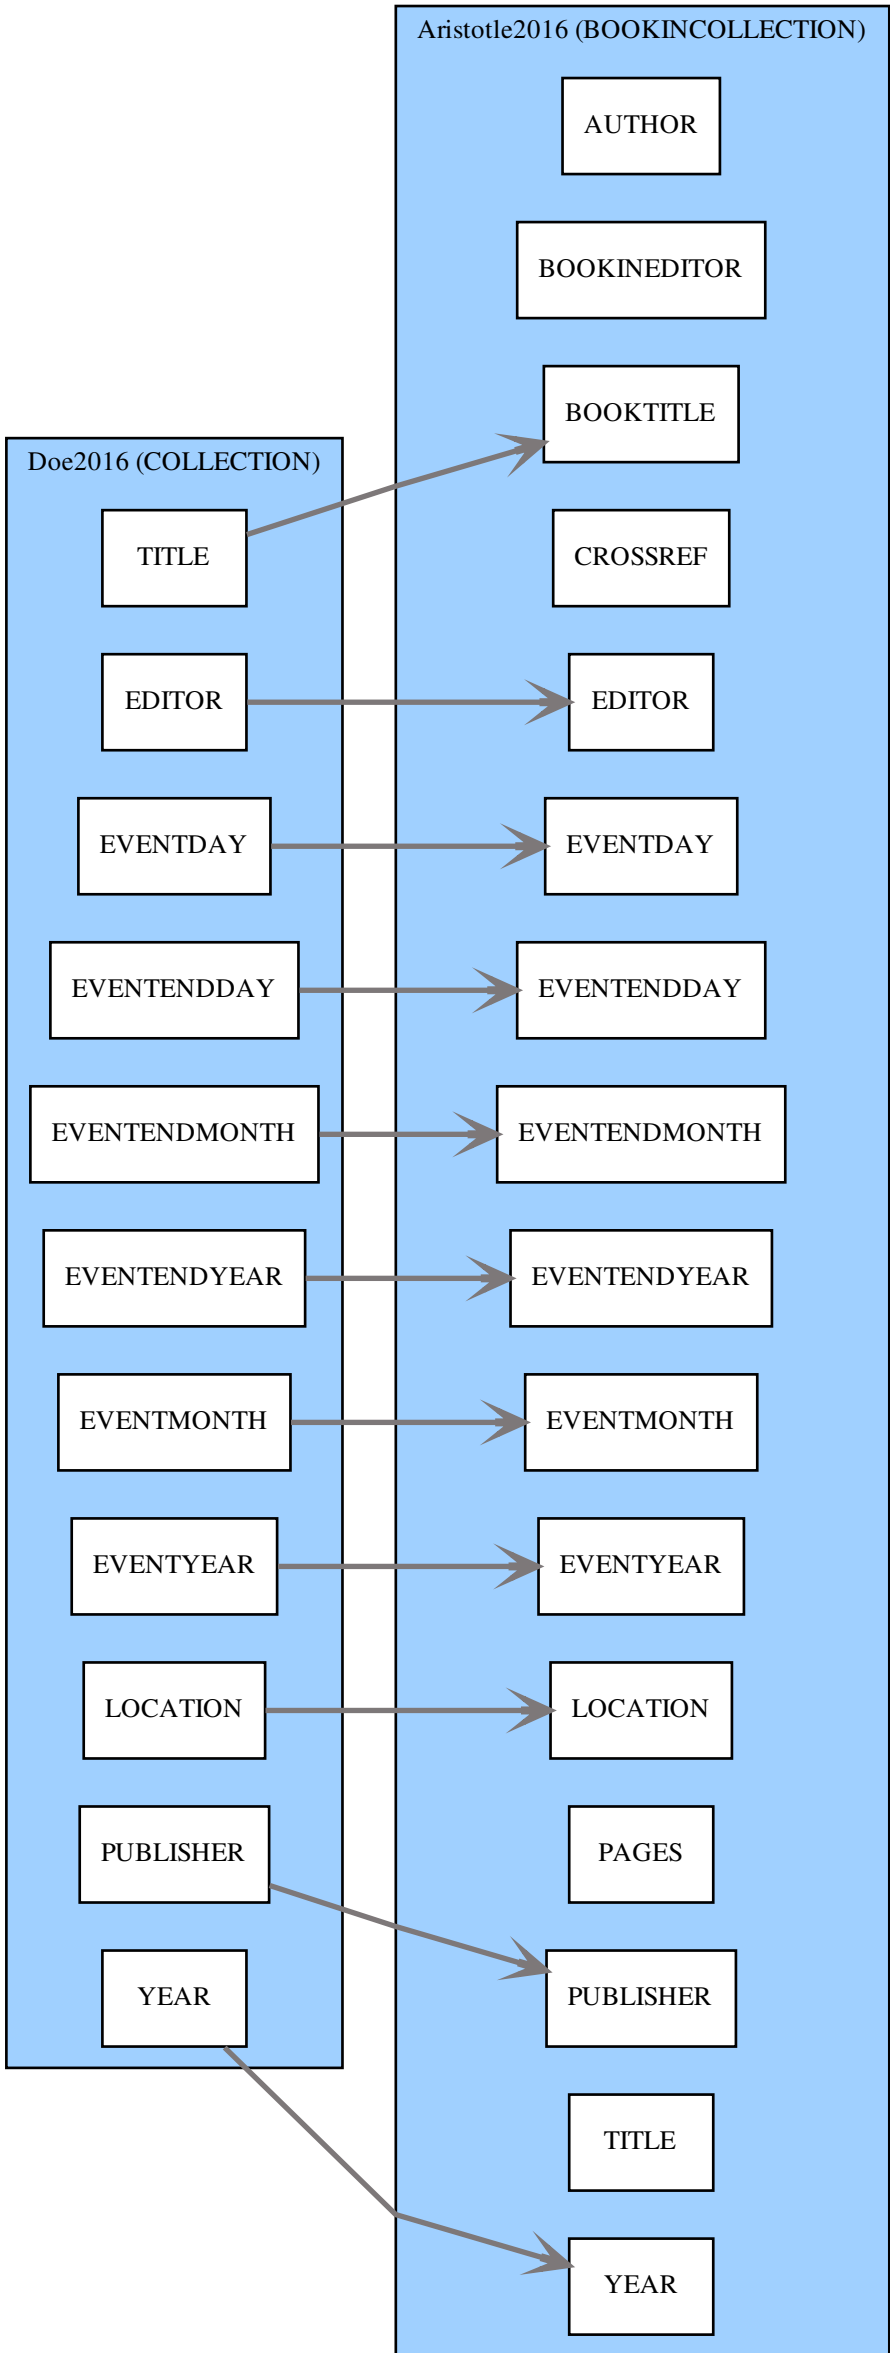 Doe2016 (COLLECTION)
TITLE
EDITOR
EVENTDAY
EVENTENDDAY
EVENTENDMONTH
EVENTENDYEAR
EVENTMONTH
EVENTYEAR
LOCATION
PUBLISHER
YEAR
Aristotle2016 (BOOKINCOLLECTION)
AUTHOR
BOOKINEDITOR
BOOKTITLE
CROSSREF
EDITOR
EVENTDAY
EVENTENDDAY
EVENTENDMONTH
EVENTENDYEAR
EVENTMONTH
EVENTYEAR
LOCATION
PAGES
PUBLISHER
TITLE
YEAR